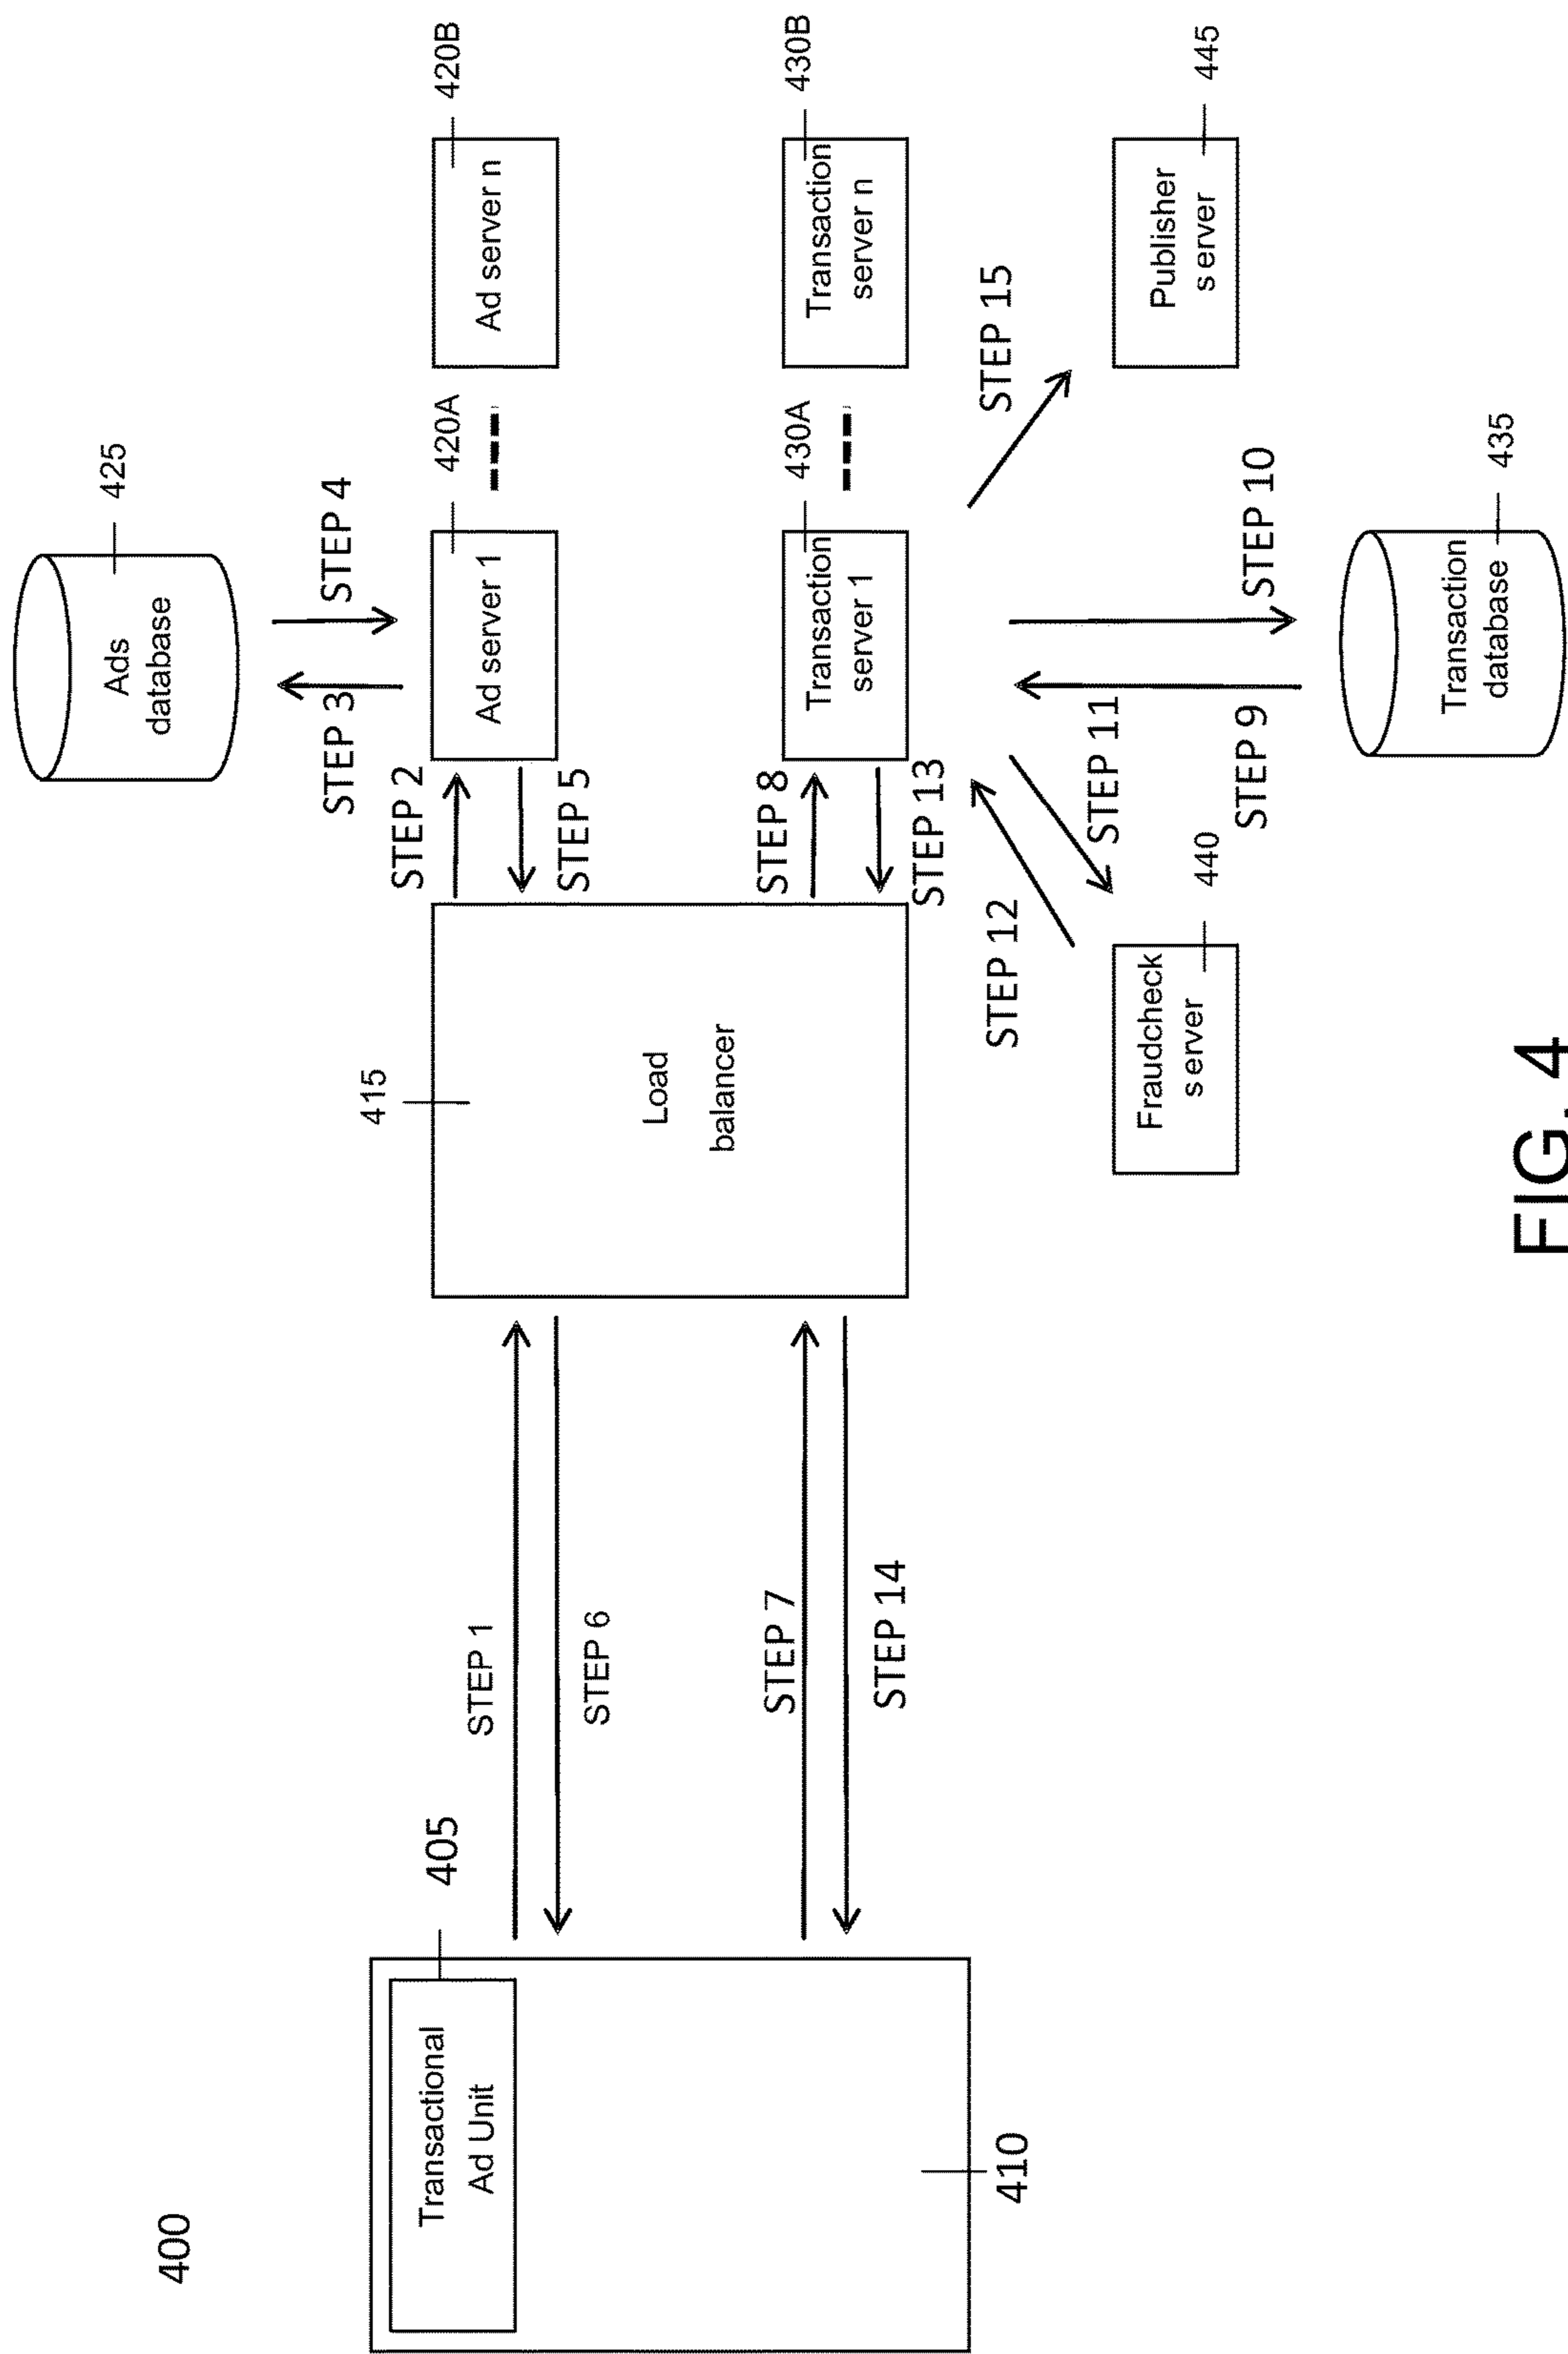 400
425
Ads
database
STEP 3
STEP 4
415
405
STEP 2
420A
420B
STEP 1
Transactional
Ad Unit
Ad server 1
Ad server n
STEP 6
STEP 5
Load
balancer
STEP 7
STEP 8
430A
430B
Transaction
server 1
Transaction
server n
STEP 14
STEP 13
410
STEP 12
STEP 15
STEP 11
Fraudcheck
server
440
Publisher
server
445
STEP 9
STEP 10
Transaction
database
435
FIG. 4